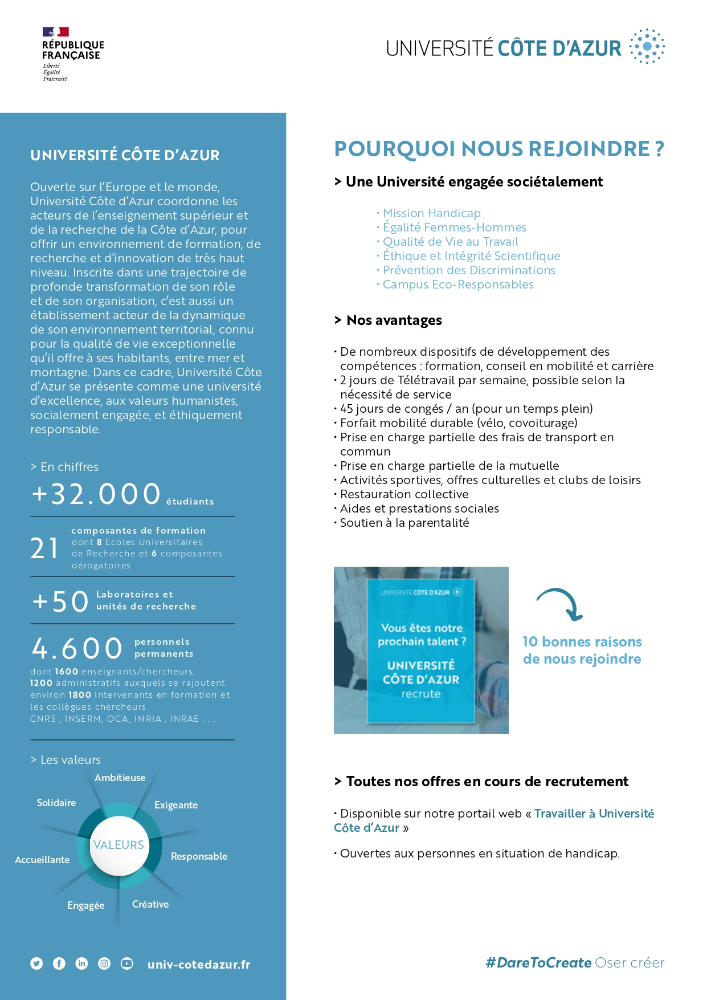 RÉPUBLIQUE
FRANÇAISE
Liberté
Égalité
Fraternité
UNIVERSITÉ CÔTE D'AZUR
UNIVERSITÉ CÔTE D'AZUR
Ouverte sur l'Europe et le monde,
Université Côte d'Azur coordonne les
acteurs de l'enseignement supérieur et
de la recherche de la Côte d'Azur, pour
offrir un environnement de formation, de
recherche et d'innovation de très haut
niveau. Inscrite dans une trajectoire de
profonde transformation de son rôle
et de son organisation, c'est aussi un
établissement acteur de la dynamique
de son environnement territorial, connu
pour la qualité de vie exceptionnelle
qu'il offre à ses habitants, entre mer et
montagne. Dans ce cadre, Université Côte
d'Azur se présente comme une université
d'excellence, aux valeurs humanistes,
socialement engagée, et éthiquement
responsable.
> En chiffres
+32.000 étudiants
21
composantes de formation
dont 8 Ecoles Universitaires
de Recherche et 6 composantes
dérogatoires
+50
Laboratoires et
unités de recherche
4.600
personnels
permanents
dont 1600 enseignants/chercheurs,
1200 administratifs auxquels se rajoutent
environ 1800 intervenants en formation et
les collègues chercheurs
CNRS , INSERM, OCA, INRIA , INRAE . . .
> Les valeurs
Ambitieuse
Solidaire
Exigeante
VALEURS
Accueillante
Responsable
Engagée
Créative
univ-cotedazur.fr
POURQUOI NOUS REJOINDRE ?
> Une Université engagée sociétalement
• Mission Handicap
• Égalité Femmes-Hommes
• Qualité de Vie au Travail
• Éthique et Intégrité Scientifique
• Prévention des Discriminations
• Campus Eco-Responsables
> Nos avantages
• De nombreux dispositifs de développement des
compétences : formation, conseil en mobilité et carrière
• 2 jours de Télétravail par semaine, possible selon la
nécessité de service
• 45 jours de congés / an (pour un temps plein)
• Forfait mobilité durable (vélo, covoiturage)
• Prise en charge partielle des frais de transport en
commun
• Prise en charge partielle de la mutuelle
• Activités sportives, offres culturelles et clubs de loisirs
• Restauration collective
• Aides et prestations sociales
• Soutien à la parentalité
UNIVERSITÉ CÔTE D'AZUR
Vous êtes notre
prochain talent ?
UNIVERSITÉ
CÔTE D'AZUR
recrute
10 bonnes raisons
de nous rejoindre
> Toutes nos offres en cours de recrutement
• Disponible sur notre portail web « Travailler à Université
Côte d'Azur »
• Ouvertes aux personnes en situation de handicap.
#DareToCreate Oser créer